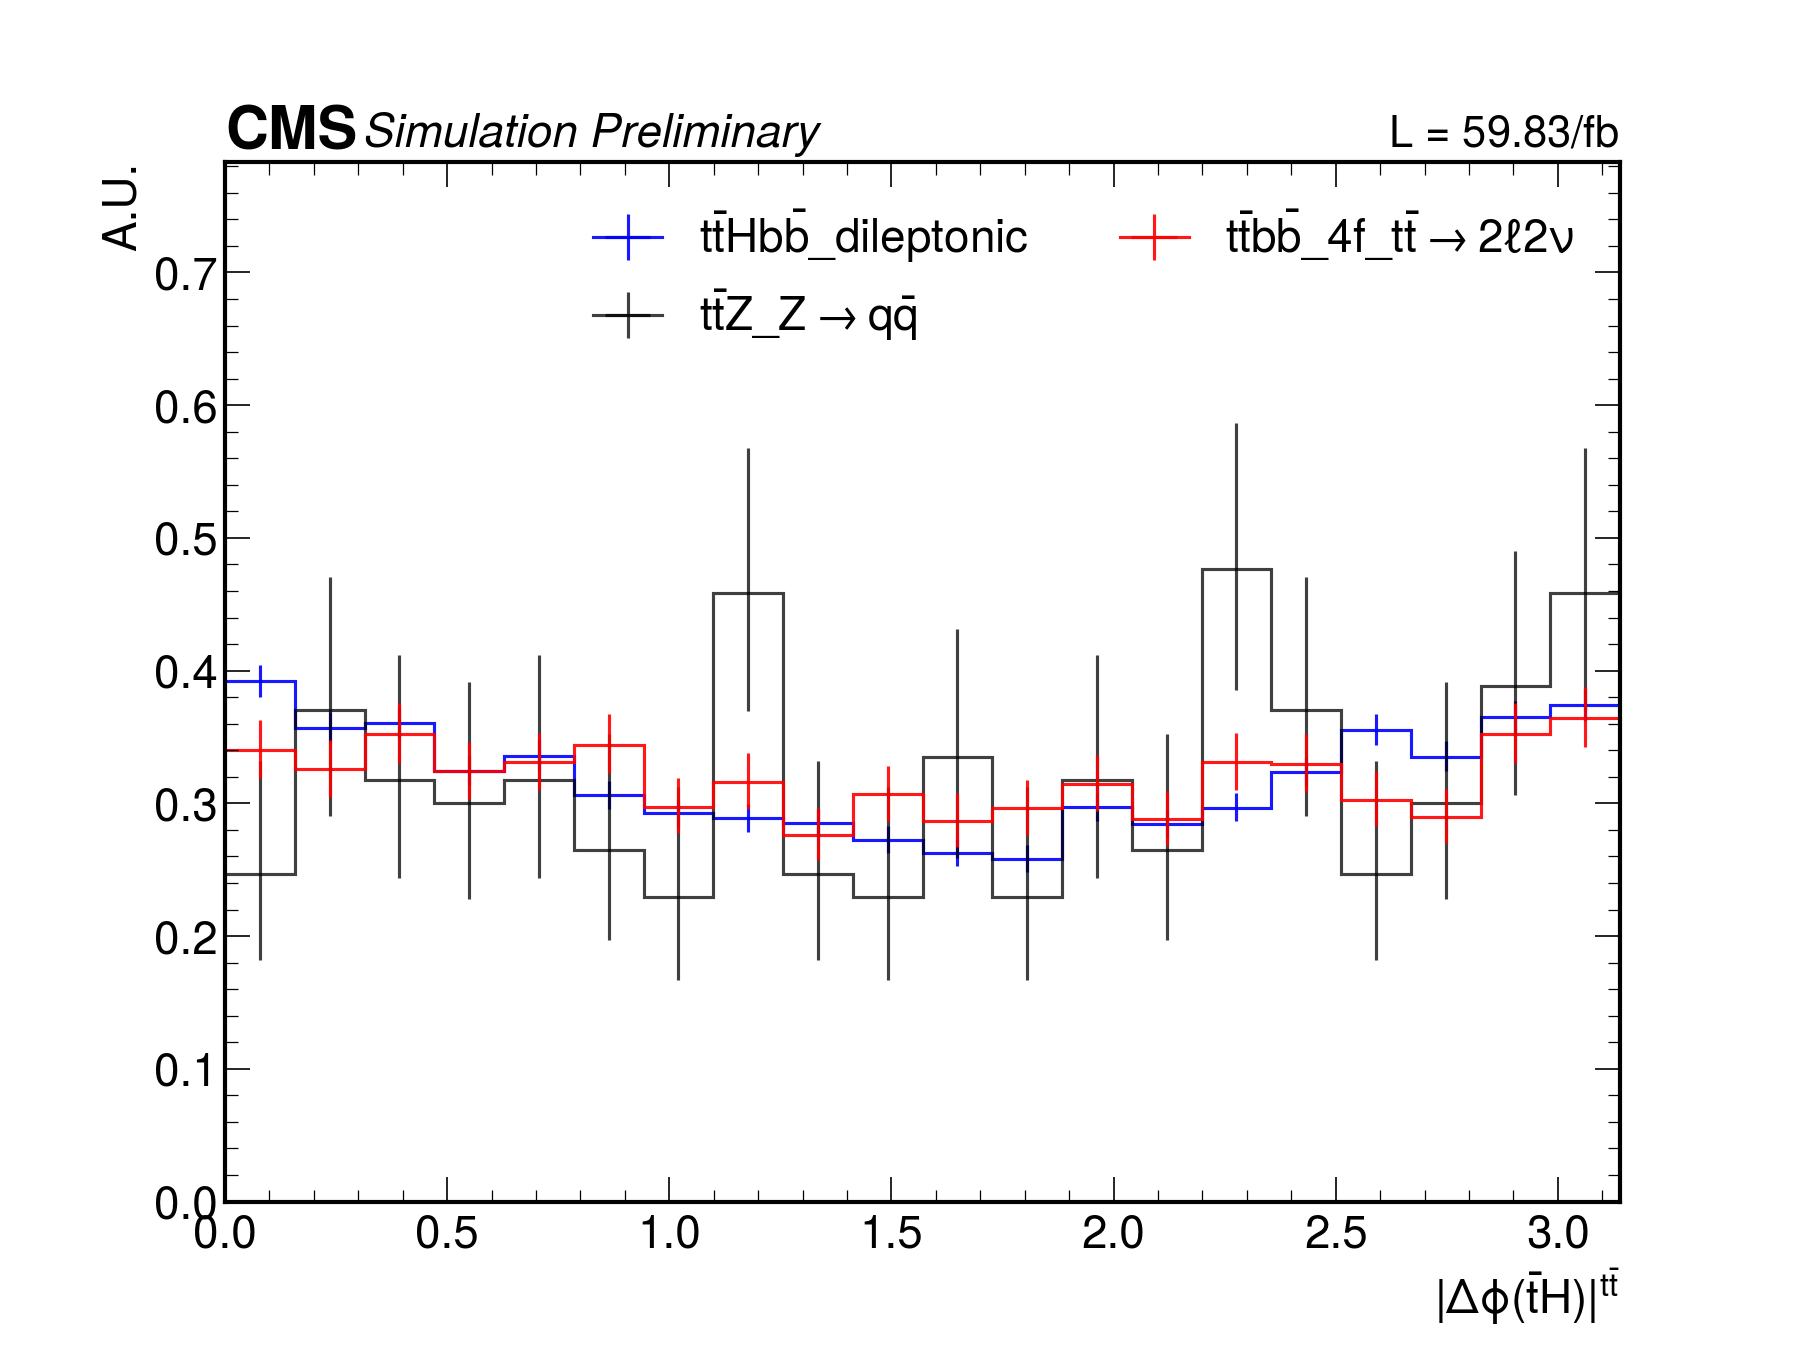 CMS Simulation Preliminary L = 59.83/fb
A.U.
tt̄Hbb̄_dileptonic tt̄bb̄_4f_tt̄ → 2ℓ2ν
tt̄Z_Z → qq̄
0.7
0.6
0.5
0.4
0.3
0.2
0.1
0.0
0.0 0.5 1.0 1.5 2.0 2.5 3.0
|Δϕ(t̄H)|^tt̄